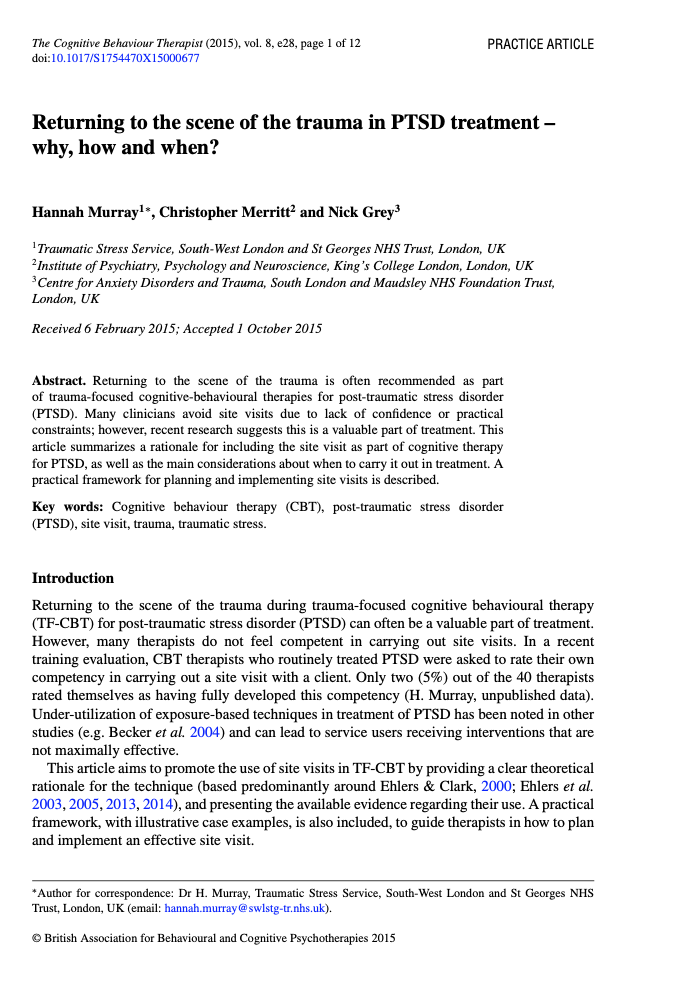 The Cognitive Behaviour Therapist (2015), vol. 8, e28, page 1 of 12
PRACTICE ARTICLE
doi:10.1017/S1754470X15000677
Returning to the scene of the trauma in PTSD treatment –
why, how and when?
Hannah Murray1*, Christopher Merritt2 and Nick Grey3
1Traumatic Stress Service, South-West London and St Georges NHS Trust, London, UK
2Institute of Psychiatry, Psychology and Neuroscience, King's College London, London, UK
3Centre for Anxiety Disorders and Trauma, South London and Maudsley NHS Foundation Trust,
London, UK
Received 6 February 2015; Accepted 1 October 2015
Abstract. Returning to the scene of the trauma is often recommended as part
of trauma-focused cognitive-behavioural therapies for post-traumatic stress disorder
(PTSD). Many clinicians avoid site visits due to lack of confidence or practical
constraints; however, recent research suggests this is a valuable part of treatment. This
article summarizes a rationale for including the site visit as part of cognitive therapy
for PTSD, as well as the main considerations about when to carry it out in treatment. A
practical framework for planning and implementing site visits is described.
Key words: Cognitive behaviour therapy (CBT), post-traumatic stress disorder
(PTSD), site visit, trauma, traumatic stress.
Introduction
Returning to the scene of the trauma during trauma-focused cognitive behavioural therapy
(TF-CBT) for post-traumatic stress disorder (PTSD) can often be a valuable part of treatment.
However, many therapists do not feel competent in carrying out site visits. In a recent
training evaluation, CBT therapists who routinely treated PTSD were asked to rate their own
competency in carrying out a site visit with a client. Only two (5%) out of the 40 therapists
rated themselves as having fully developed this competency (H. Murray, unpublished data).
Under-utilization of exposure-based techniques in treatment of PTSD has been noted in other
studies (e.g. Becker et al. 2004) and can lead to service users receiving interventions that are
not maximally effective.
This article aims to promote the use of site visits in TF-CBT by providing a clear theoretical
rationale for the technique (based predominantly around Ehlers & Clark, 2000; Ehlers et al.
2003, 2005, 2013, 2014), and presenting the available evidence regarding their use. A practical
framework, with illustrative case examples, is also included, to guide therapists in how to plan
and implement an effective site visit.
*Author for correspondence: Dr H. Murray, Traumatic Stress Service, South-West London and St Georges NHS
Trust, London, UK (email: hannah.murray@swlstg-tr.nhs.uk).
© British Association for Behavioural and Cognitive Psychotherapies 2015